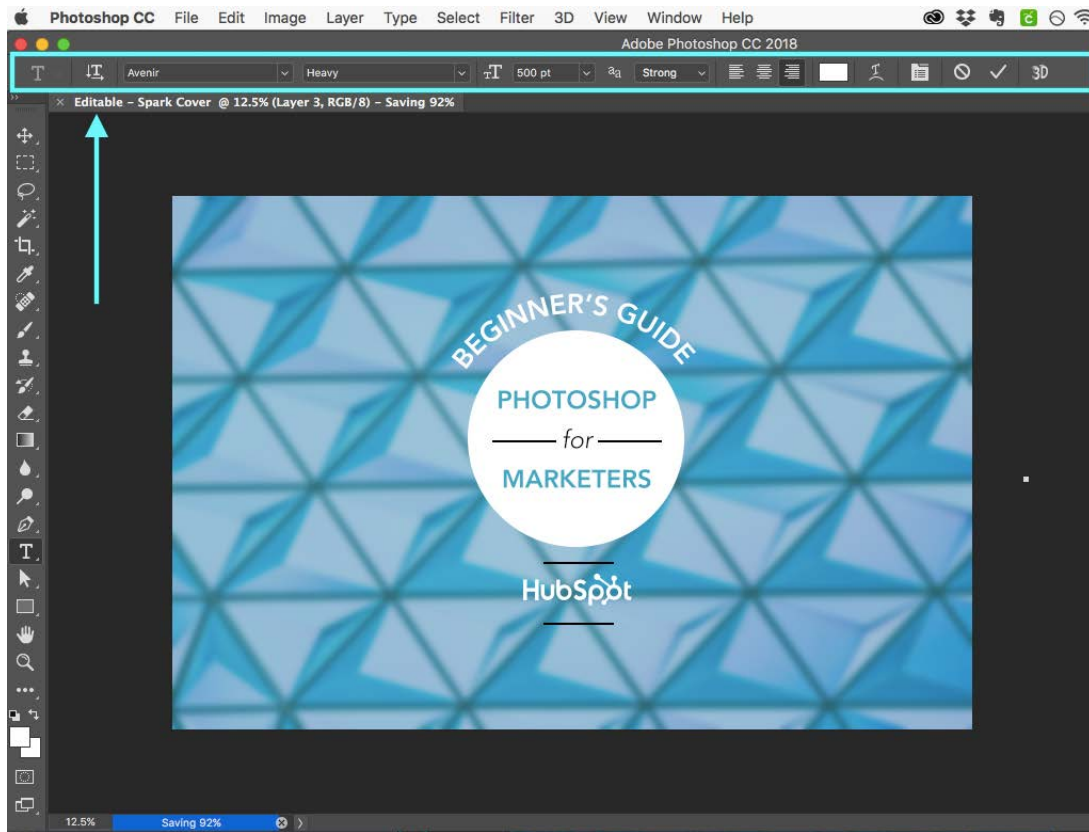 Photoshop CC File Edit Image Layer Type Select Filter 3D View Window Help
Adobe Photoshop CC 2018
T T Avenir Heavy TT 500 pt aa Strong 3D
× Editable – Spark Cover @ 12.5% (Layer 3, RGB/8) – Saving 92%
BEGINNER'S GUIDE
PHOTOSHOP
for
MARKETERS
HubSpot
T
12.5% Saving 92%